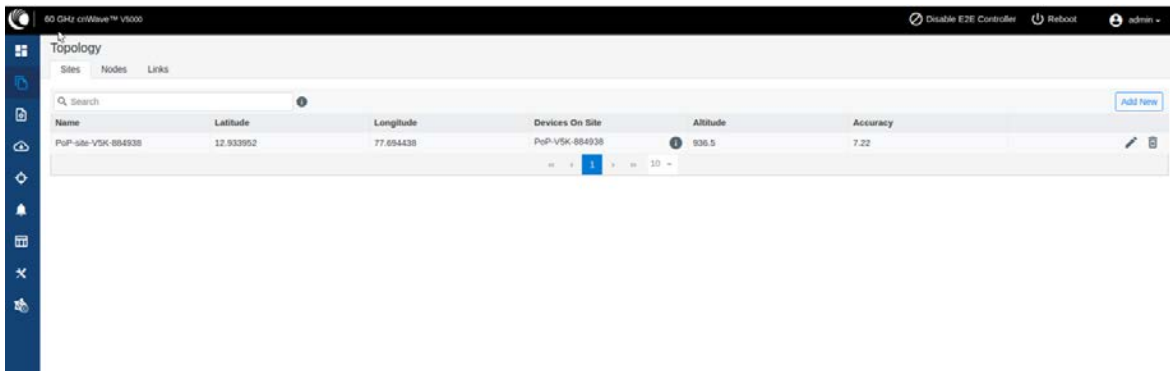 60 GHz cnWave™ V5000 Disable E2E Controller Reboot admin
Topology
Sites Nodes Links
Search Add New
Name Latitude Longitude Devices On Site Altitude Accuracy
PoP-site-V5K-884938 12.933952 77.694438 PoP-V5K-884938 936.5 7.22
« ‹ 1 › » 10